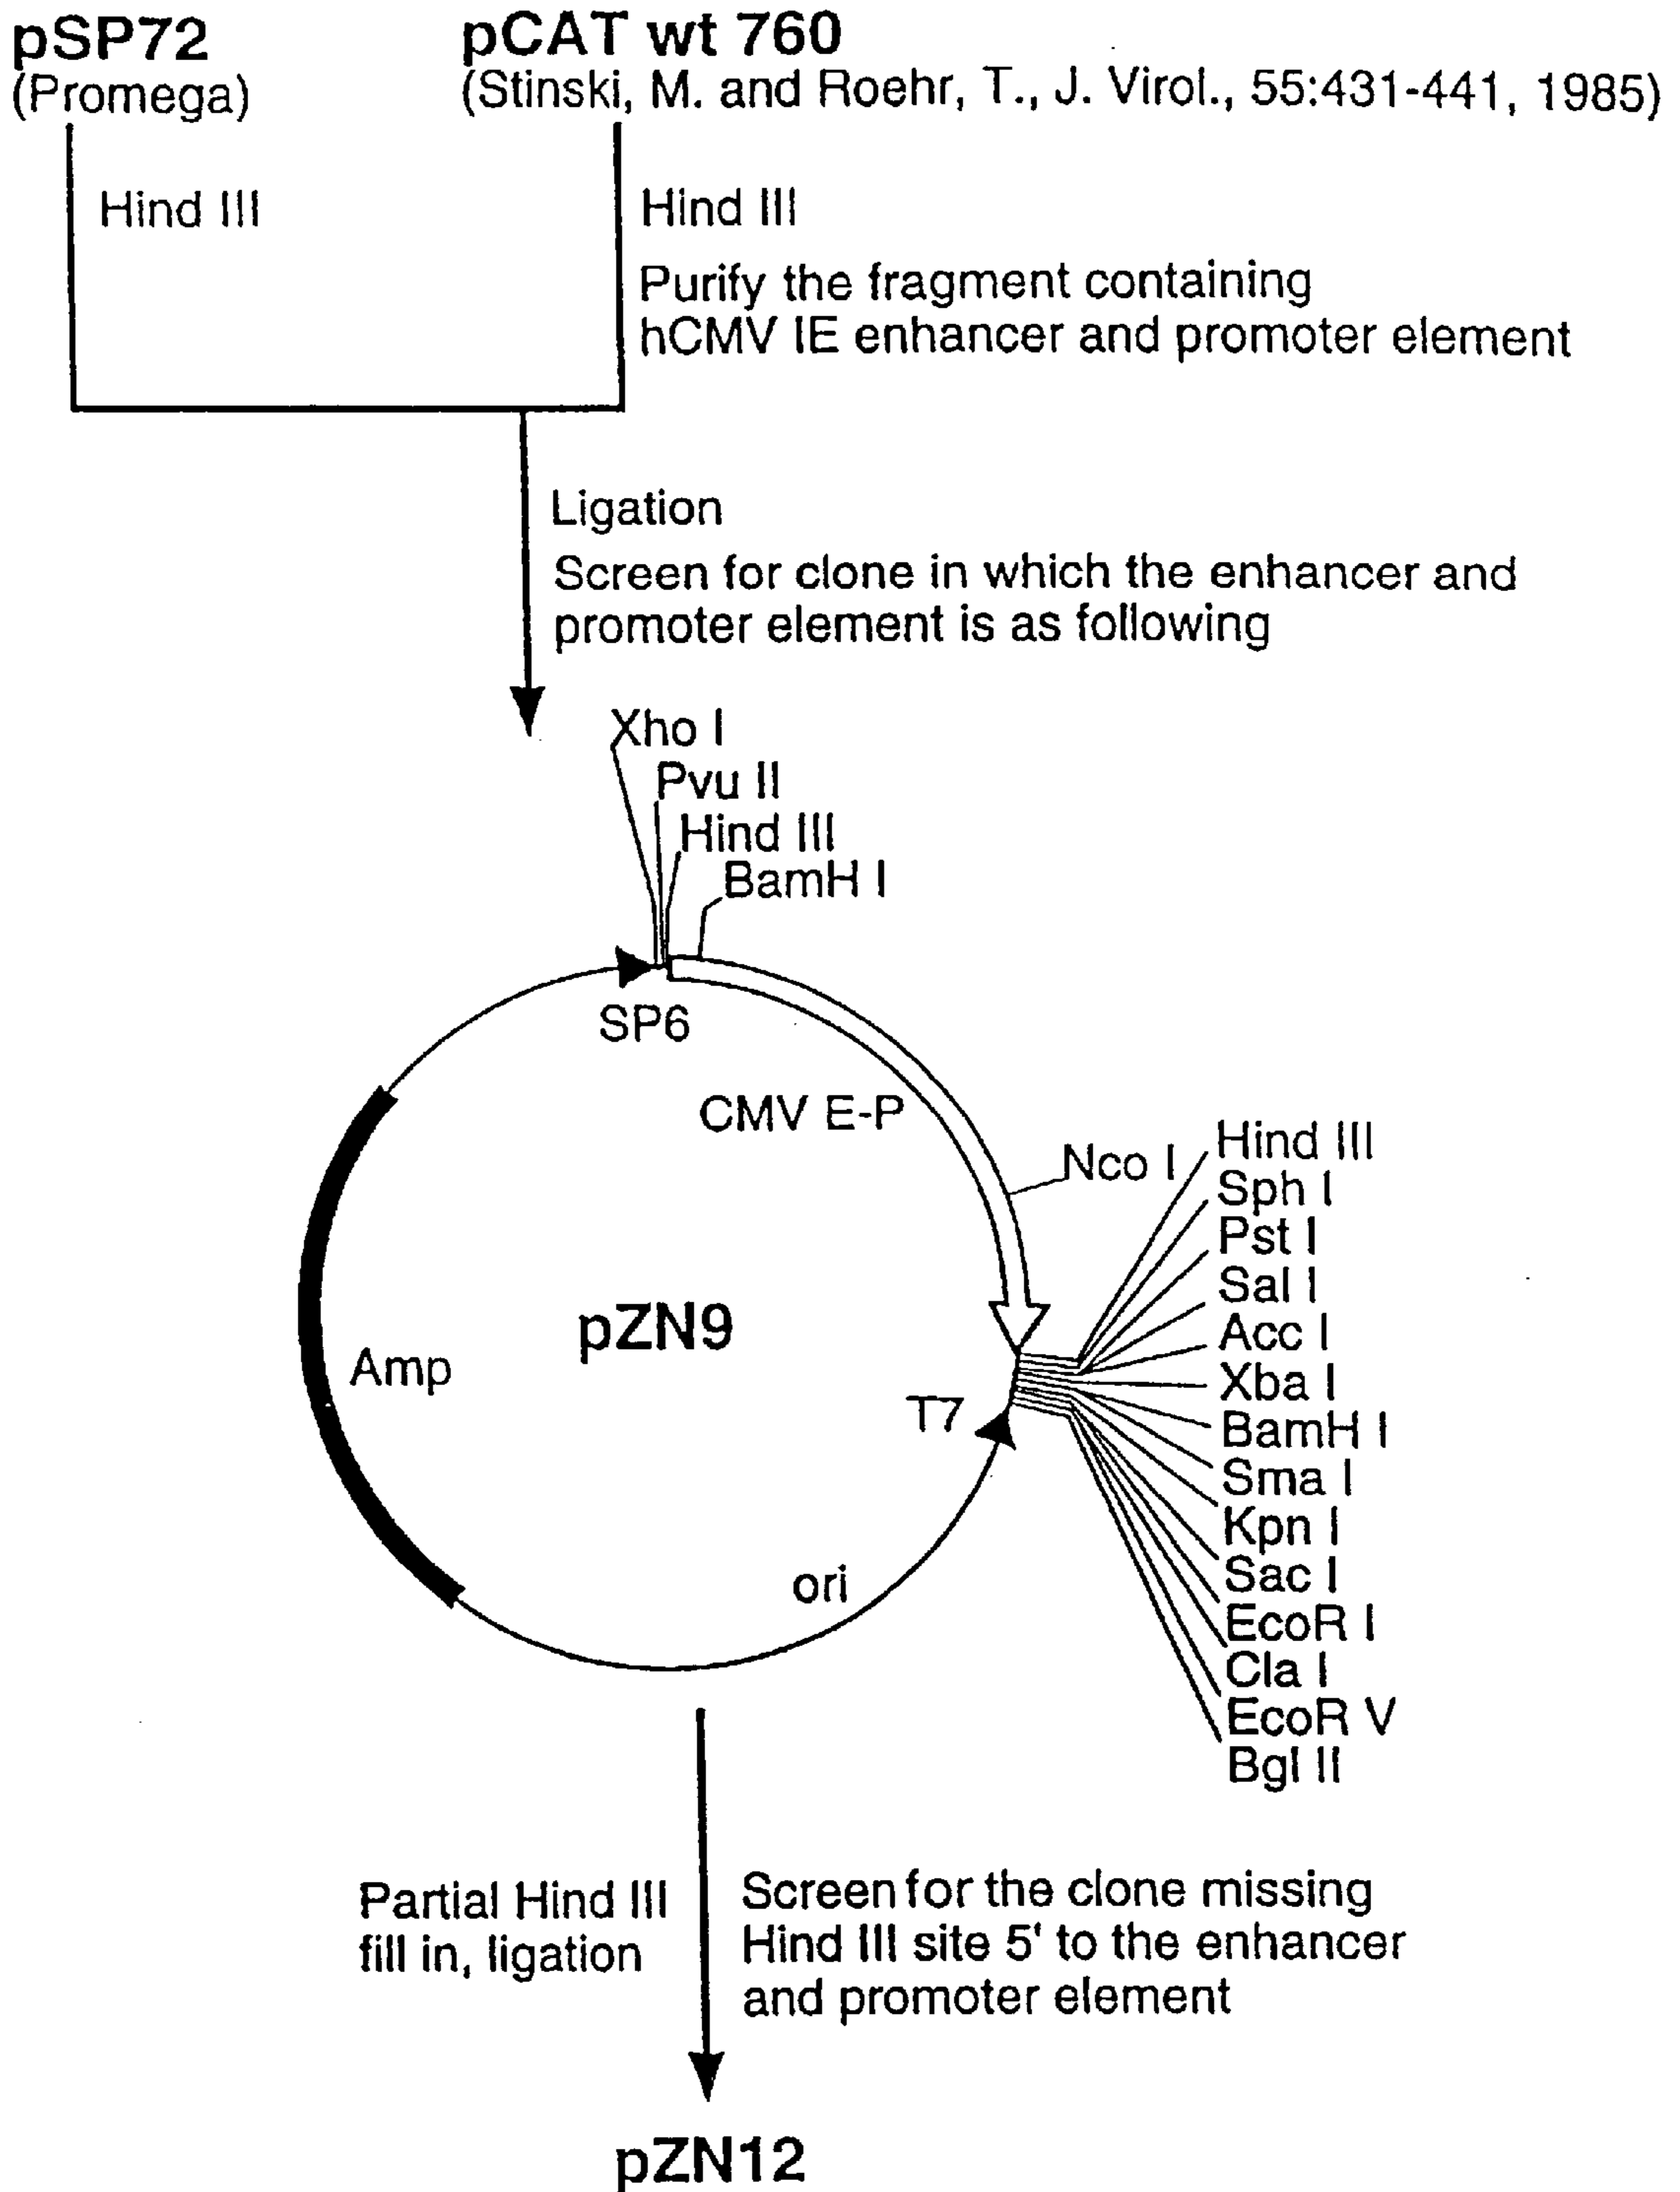 pSP72
(Promega)
pCAT wt 760
(Stinski, M. and Roehr, T., J. Virol., 55:431-441, 1985)
Hind III
Hind III
Purify the fragment containing
hCMV IE enhancer and promoter element
Ligation
Screen for clone in which the enhancer and
promoter element is as following
Xho I
Pvu II
Hind III
BamH I
SP6
CMV E-P
Nco I
Hind III
Sph I
Pst I
Sal I
Acc I
Xba I
BamH I
Sma I
Kpn I
Sac I
EcoR I
Cla I
EcoR V
Bgl II
pZN9
Amp
T7
ori
Partial Hind III
fill in, ligation
Screen for the clone missing
Hind III site 5' to the enhancer
and promoter element
pZN12